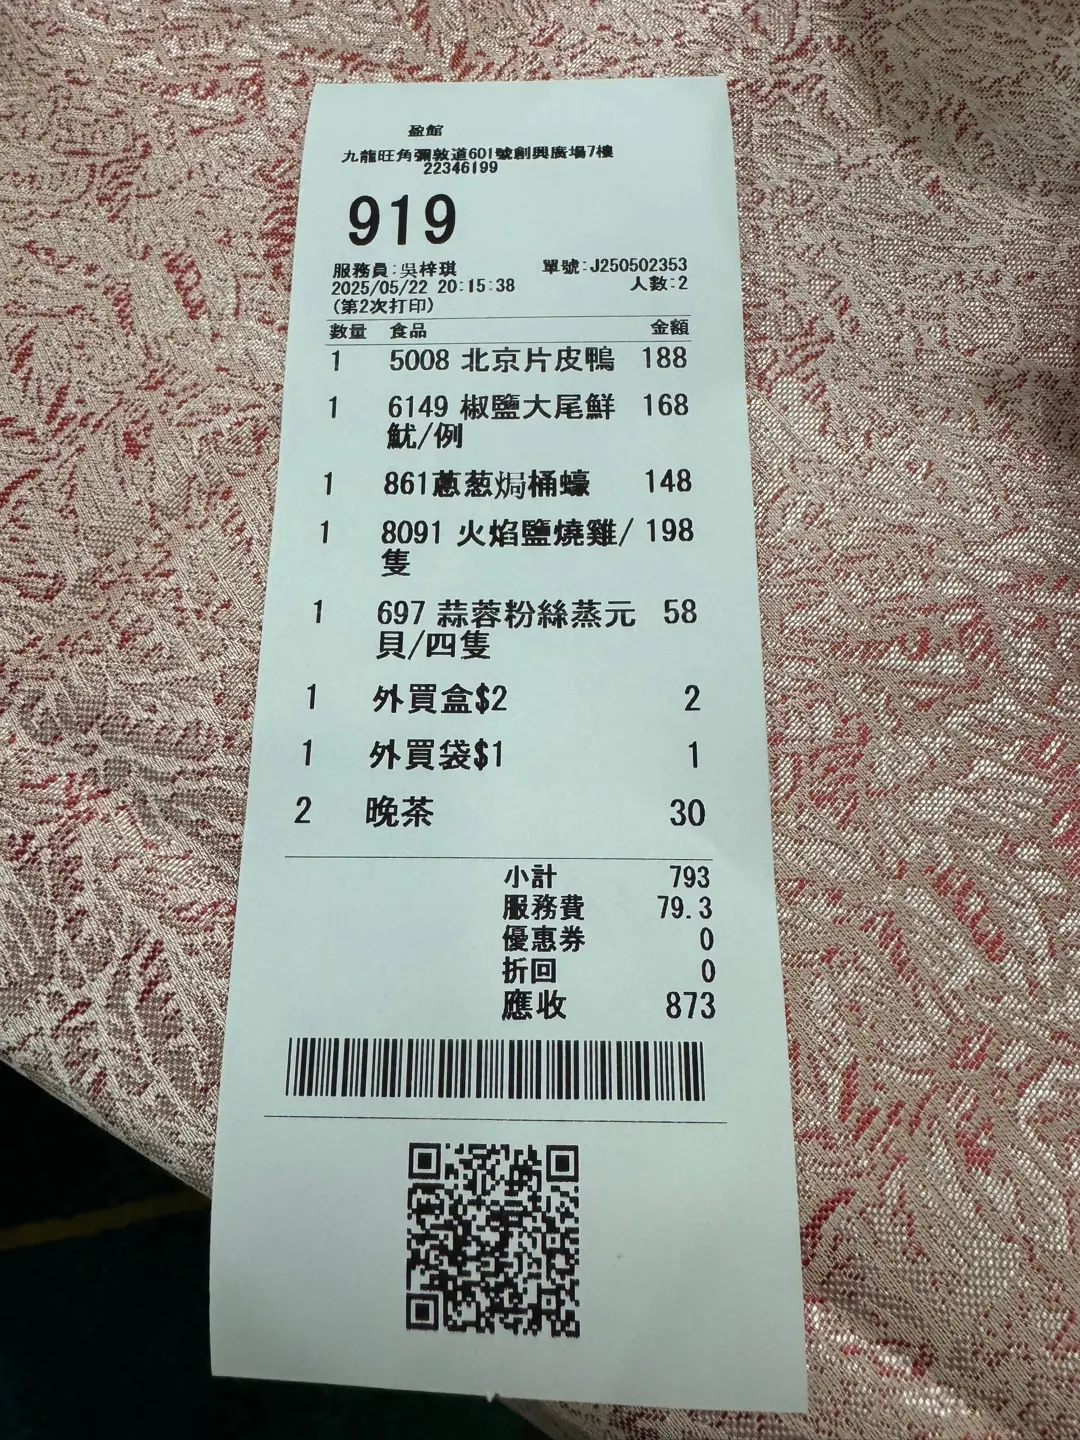 盈館
九龍旺角彌敦道601號創興廣場7樓
22346199
919
服務員:吳梓琪 單號:J250502353
2025/05/22 20:15:38 人數:2
(第2次打印)
數量 食品 金額
1 5008 北京片皮鴨 188
1 6149 椒鹽大尾鮮 168
魷/例
1 861蔥葱焗桶蠔 148
1 8091 火焰鹽燒雞/ 198
隻
1 697 蒜蓉粉絲蒸元 58
貝/四隻
1 外買盒$2 2
1 外買袋$1 1
2 晚茶 30
小計 793
服務費 79.3
優惠券 0
折回 0
應收 873